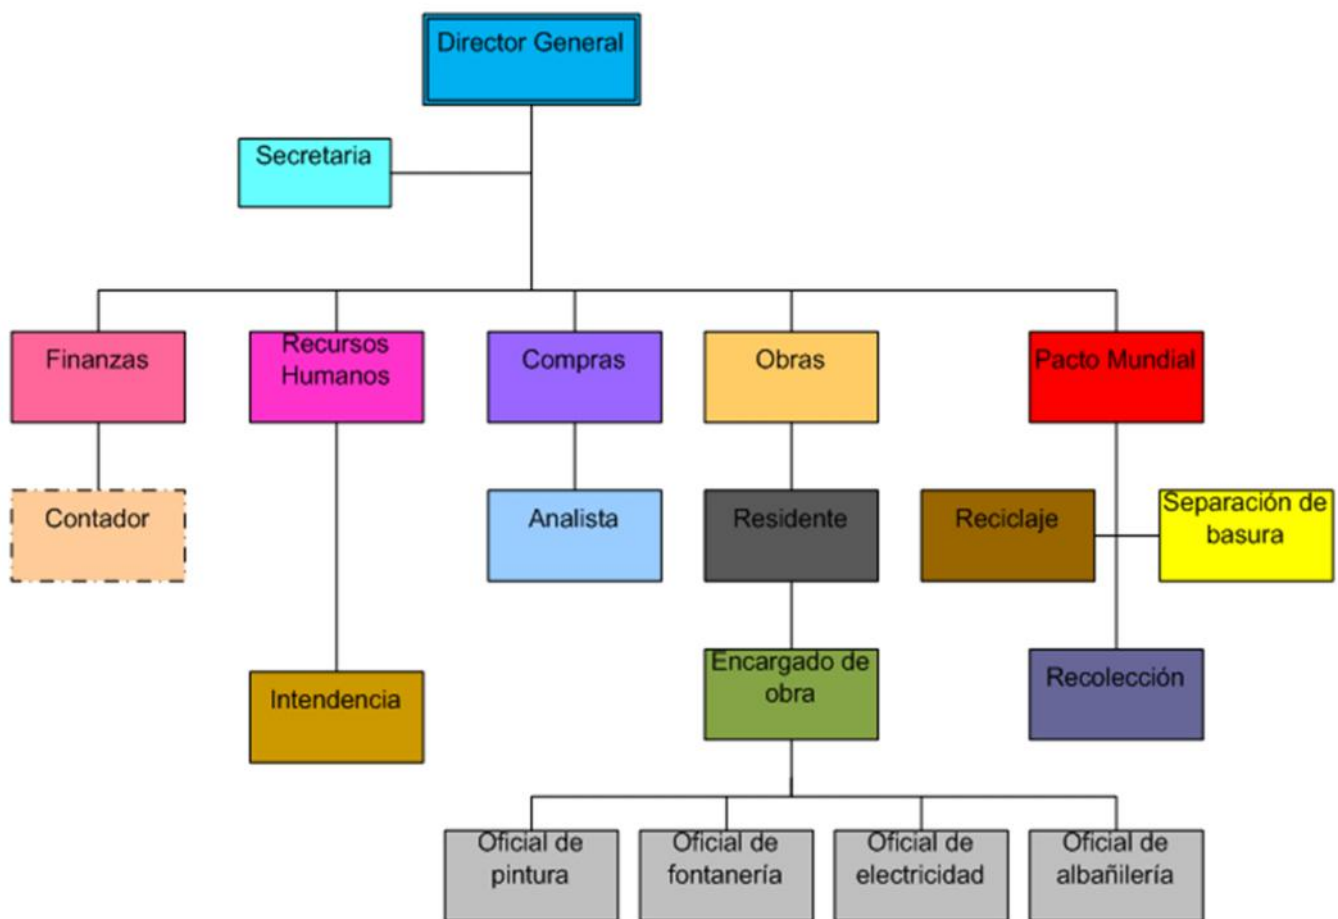 Director General
Secretaria
Finanzas
Recursos
Humanos
Compras
Obras
Pacto Mundial
Contador
Analista
Residente
Reciclaje
Separación de
basura
Intendencia
Encargado de
obra
Recolección
Oficial de
pintura
Oficial de
fontanería
Oficial de
electricidad
Oficial de
albañilería